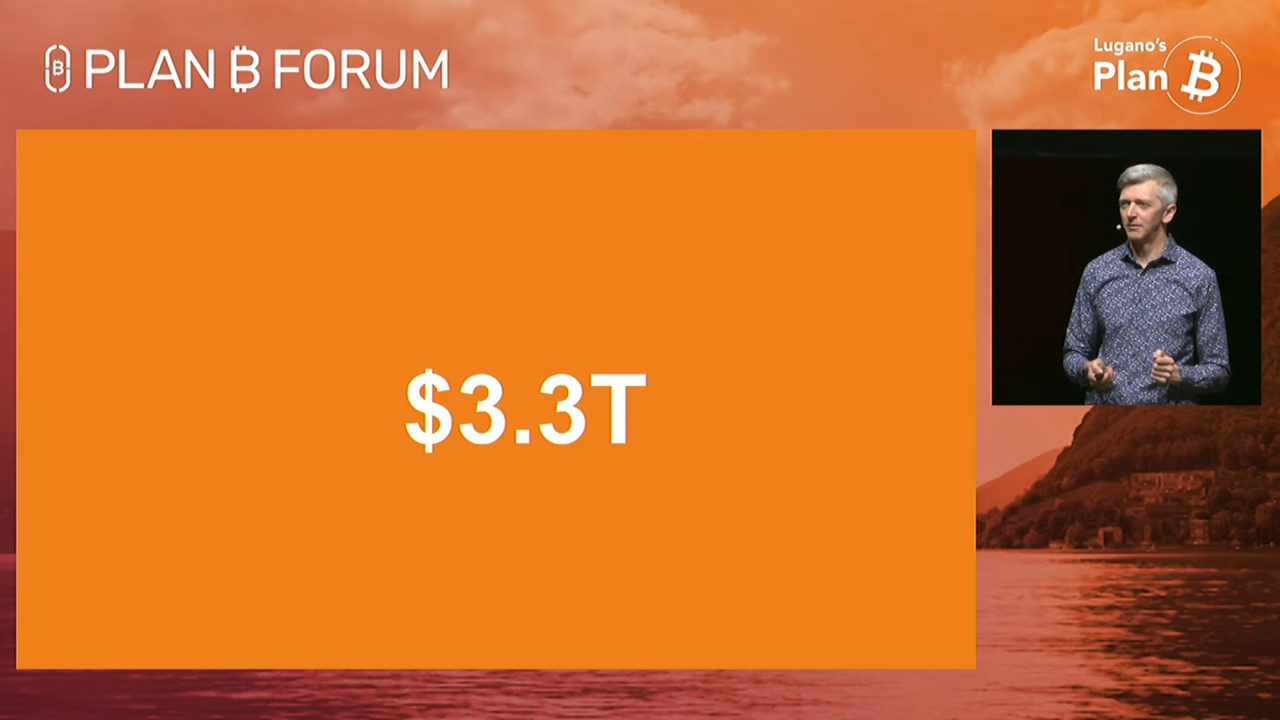 PLAN ₿ FORUM
Lugano's
Plan ₿
$3.3T